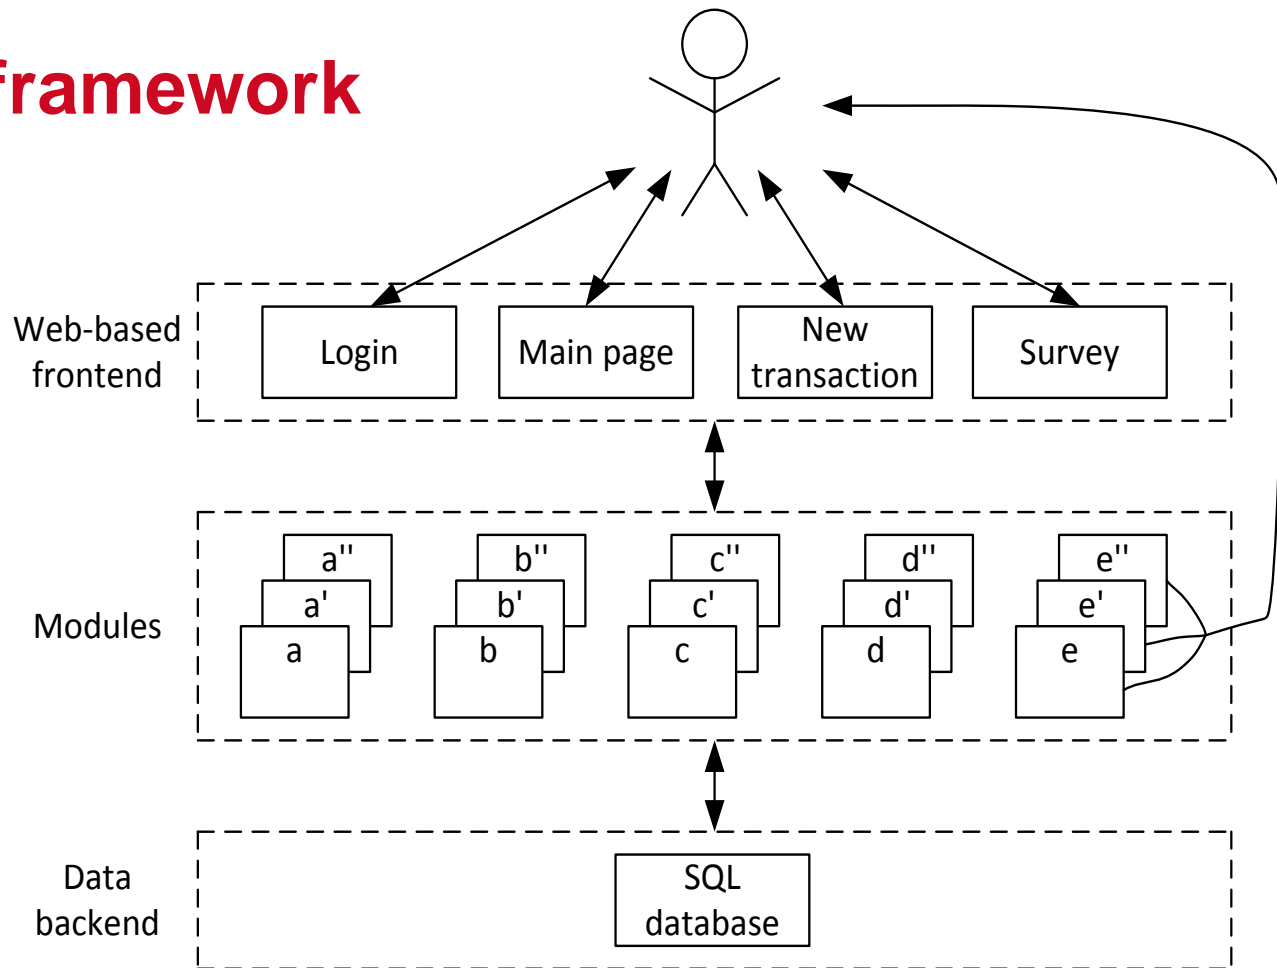 framework
Web-based
frontend
Login
Main page
New
transaction
Survey
Modules
a''
a'
a
b''
b'
b
c''
c'
c
d''
d'
d
e''
e'
e
Data
backend
SQL
database